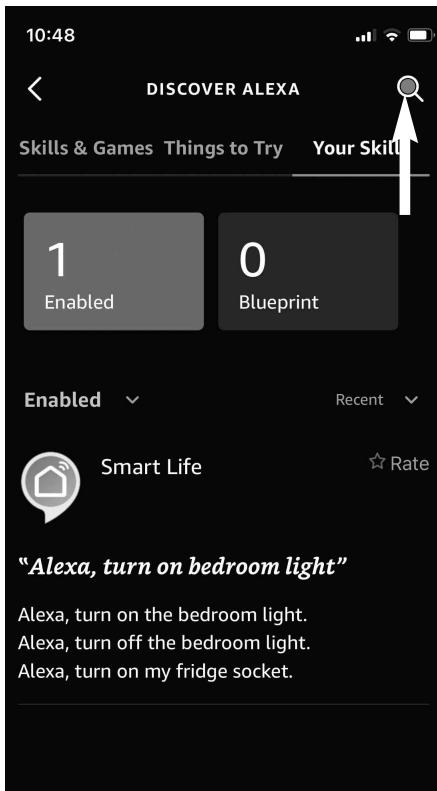 10:48
DISCOVER ALEXA
Skills & Games Things to Try Your Skill
1
Enabled
0
Blueprint
Enabled Recent
Smart Life Rate
“Alexa, turn on bedroom light”
Alexa, turn on the bedroom light.
Alexa, turn off the bedroom light.
Alexa, turn on my fridge socket.